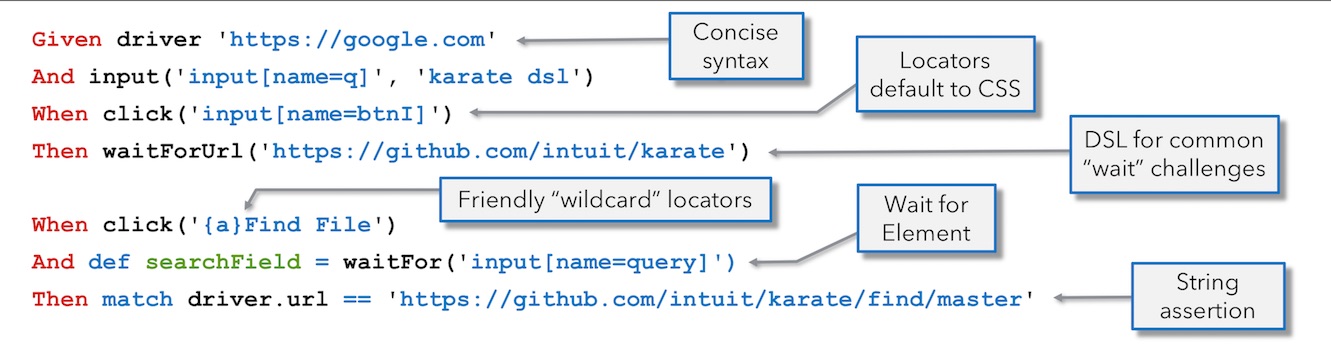 Given driver 'https://google.com'
Concise
syntax
And input('input[name=q]', 'karate dsl')
Locators
default to CSS
When click('input[name=btnI]')
Then waitForUrl('https://github.com/intuit/karate')
DSL for common
“wait” challenges
Friendly “wildcard” locators
When click('{a}Find File')
Wait for
Element
And def searchField = waitFor('input[name=query]')
Then match driver.url == 'https://github.com/intuit/karate/find/master'
String
assertion